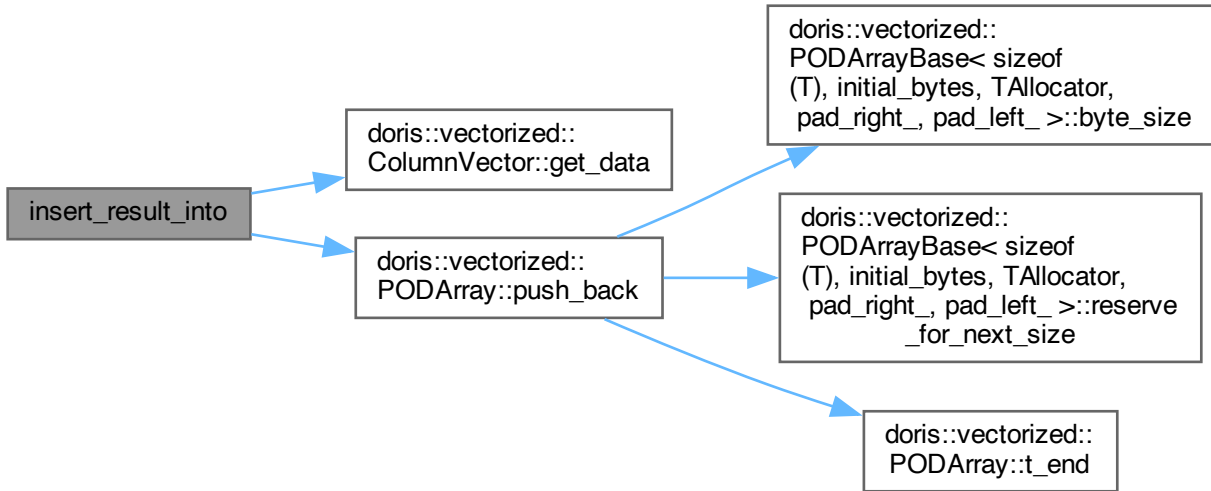 insert_result_into
doris::vectorized::
ColumnVector::get_data
doris::vectorized::
PODArray::push_back
doris::vectorized::
PODArrayBase< sizeof
(T), initial_bytes, TAllocator,
pad_right_, pad_left_ >::byte_size
doris::vectorized::
PODArrayBase< sizeof
(T), initial_bytes, TAllocator,
pad_right_, pad_left_ >::reserve
_for_next_size
doris::vectorized::
PODArray::t_end